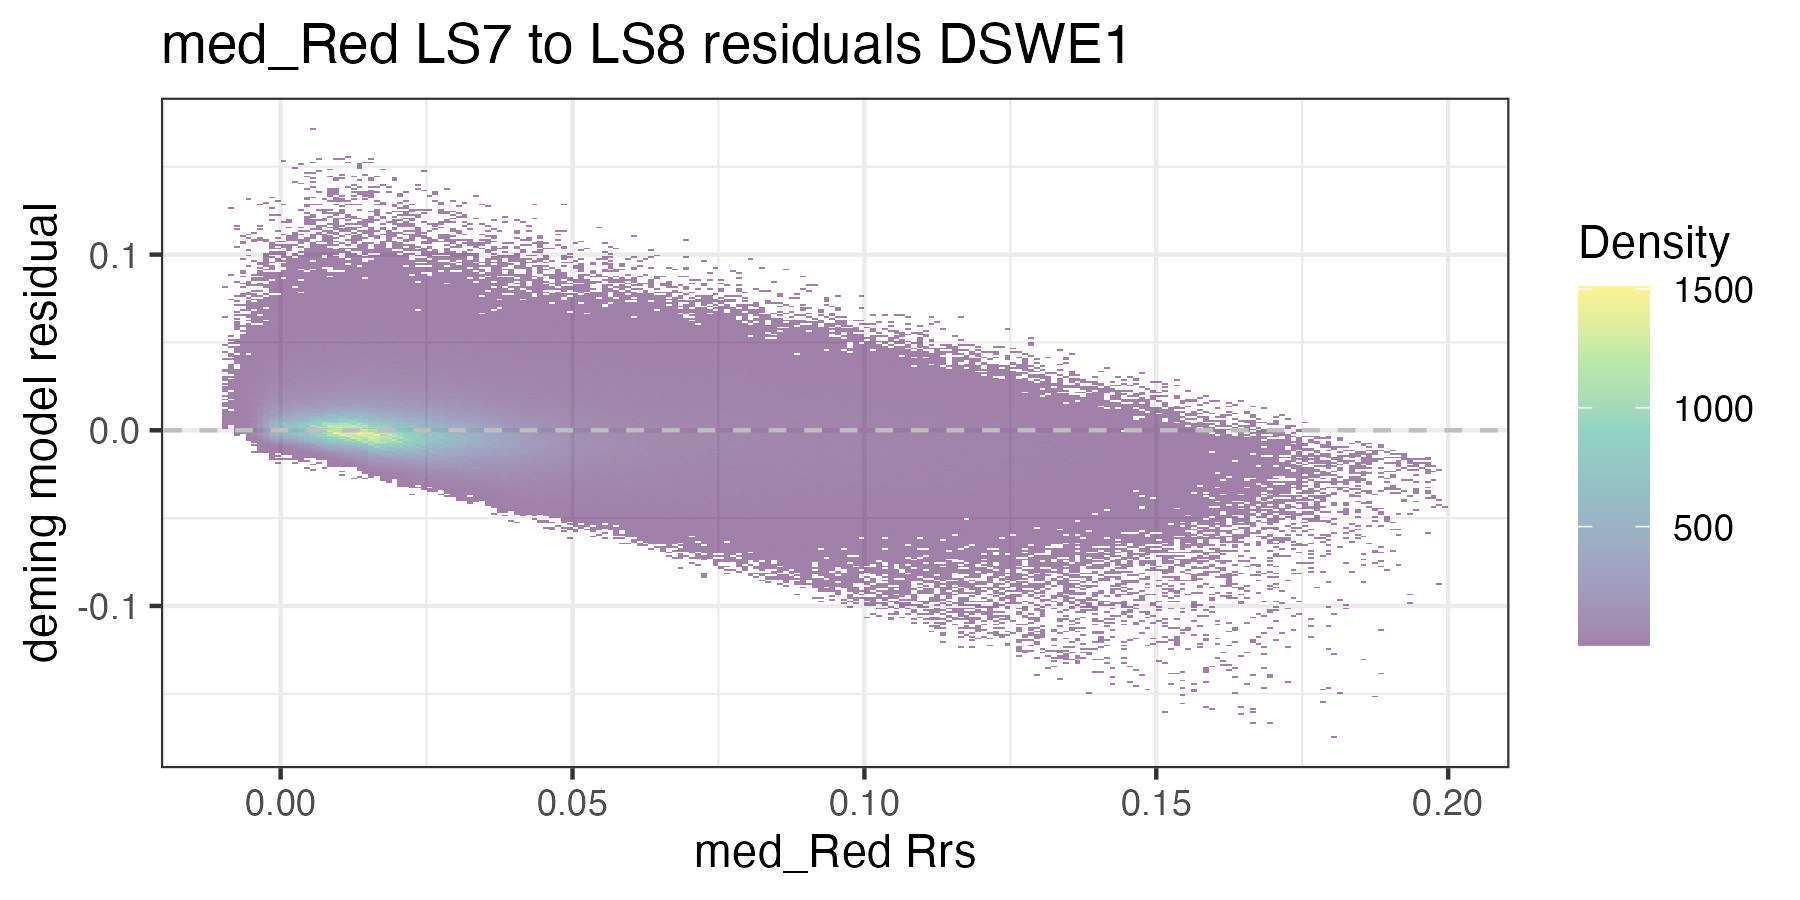 med_Red LS7 to LS8 residuals DSWE1
deming model residual
0.1
0.0
-0.1
0.00 0.05 0.10 0.15 0.20
med_Red Rrs
Density
1500
1000
500